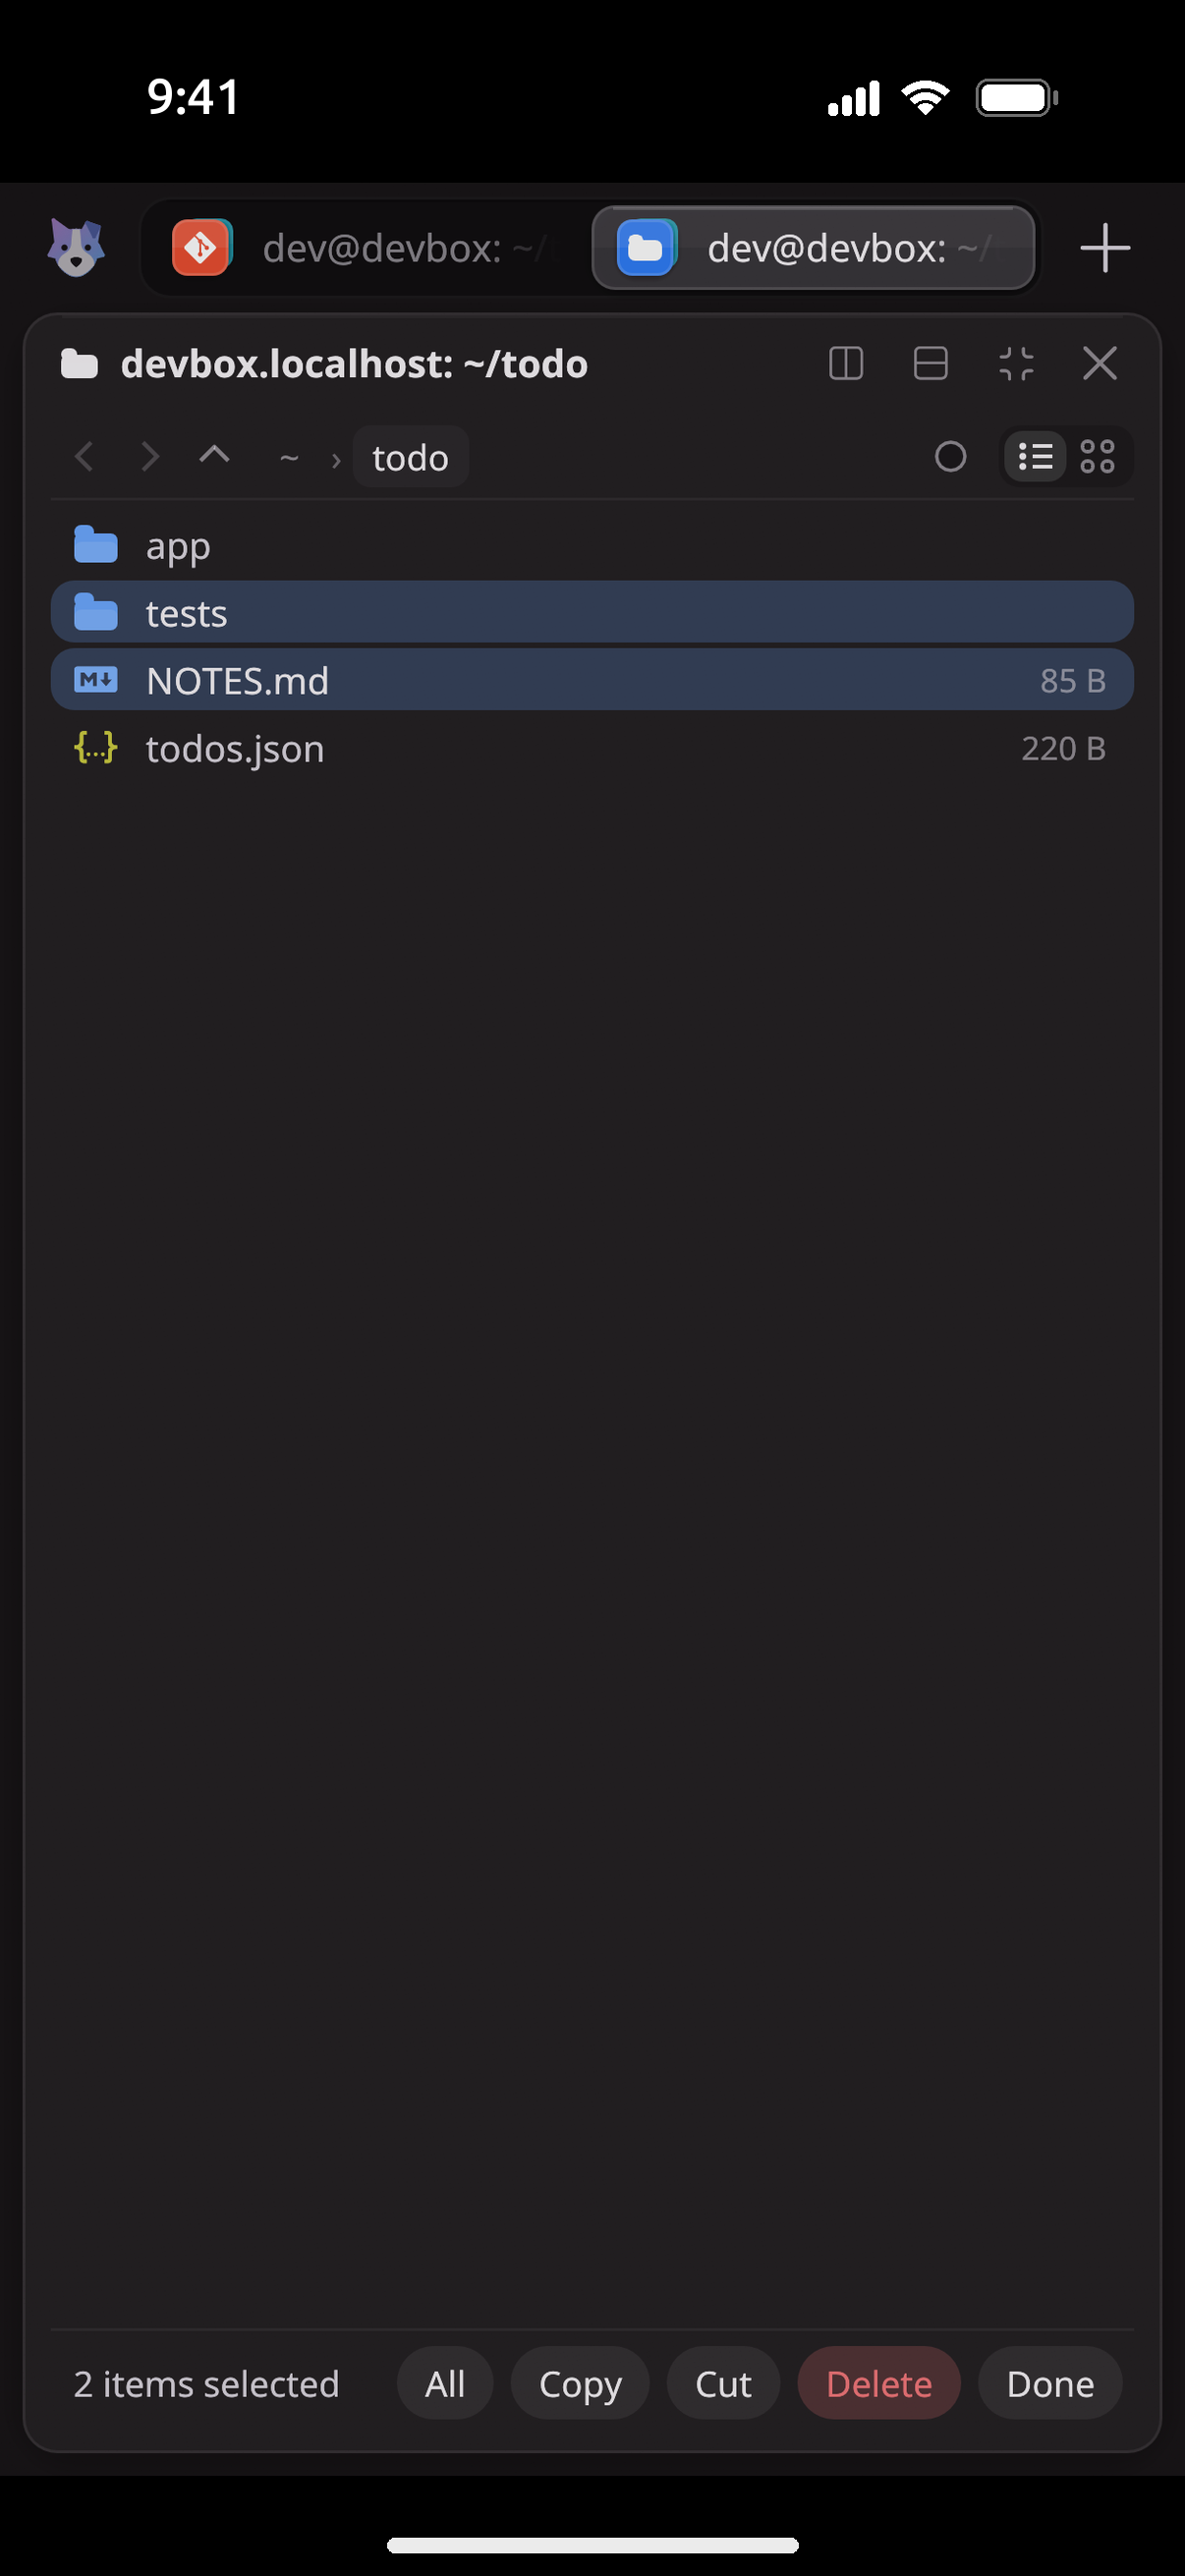 9:41
dev@devbox: ~/
dev@devbox: ~/
devbox.localhost: ~/todo
~ › todo
app
tests
NOTES.md 85 B
{...} todos.json 220 B
2 items selected All Copy Cut Delete Done